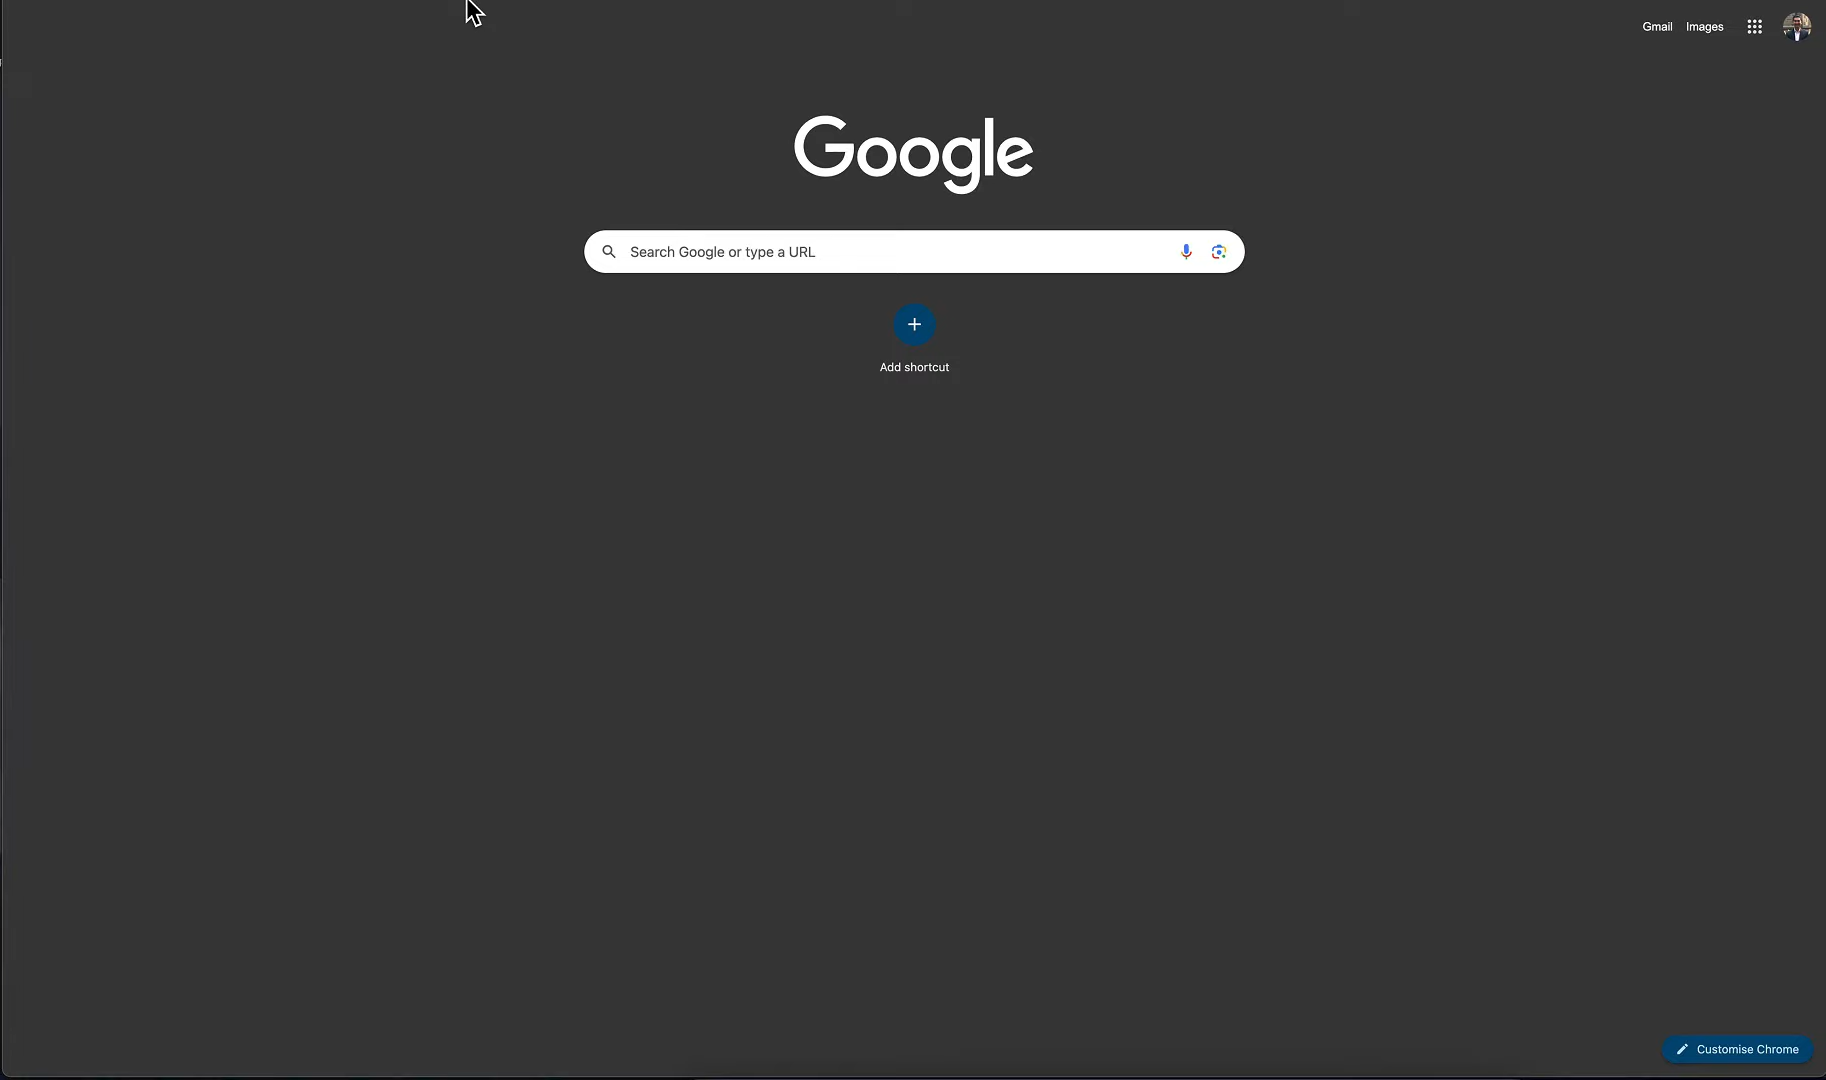 Gmail Images
Google
Search Google or type a URL
Add shortcut
Customise Chrome